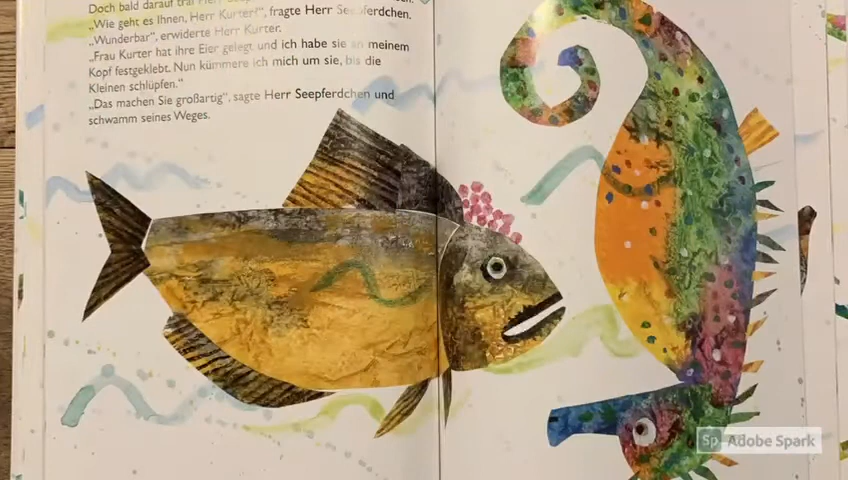 Doch bald darauf traf Herr
„Wie geht es Ihnen, Herr Kurter?“, fragte Herr Seepferdchen.
„Wunderbar“, erwiderte Herr Kurter.
„Frau Kurter hat ihre Eier gelegt und ich habe sie an meinem
Kopf festgeklebt. Nun kümmere ich mich um sie, bis die
Kleinen schlüpfen.“
„Das machen Sie großartig“, sagte Herr Seepferdchen und
schwamm seines Weges.
Sp Adobe Spark